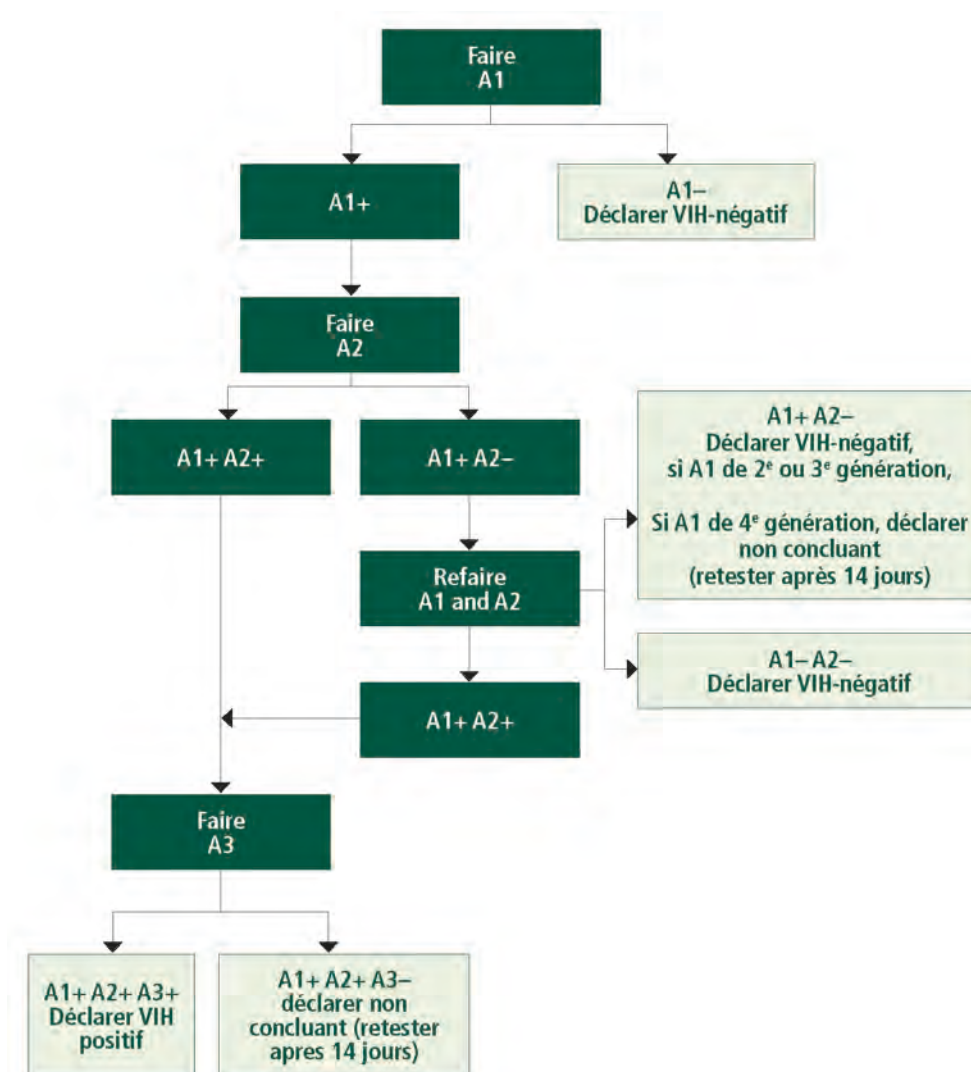 Faire
A1
A1+
A1–
Déclarer VIH-négatif
Faire
A2
A1+ A2+
A1+ A2–
A1+ A2–
Déclarer VIH-négatif,
si A1 de 2e ou 3e génération,
Si A1 de 4e génération, déclarer
non concluant
(retester après 14 jours)
Refaire
A1 and A2
A1– A2–
Déclarer VIH-négatif
A1+ A2+
Faire
A3
A1+ A2+ A3+
Déclarer VIH
positif
A1+ A2+ A3–
déclarer non
concluant (retester
apres 14 jours)